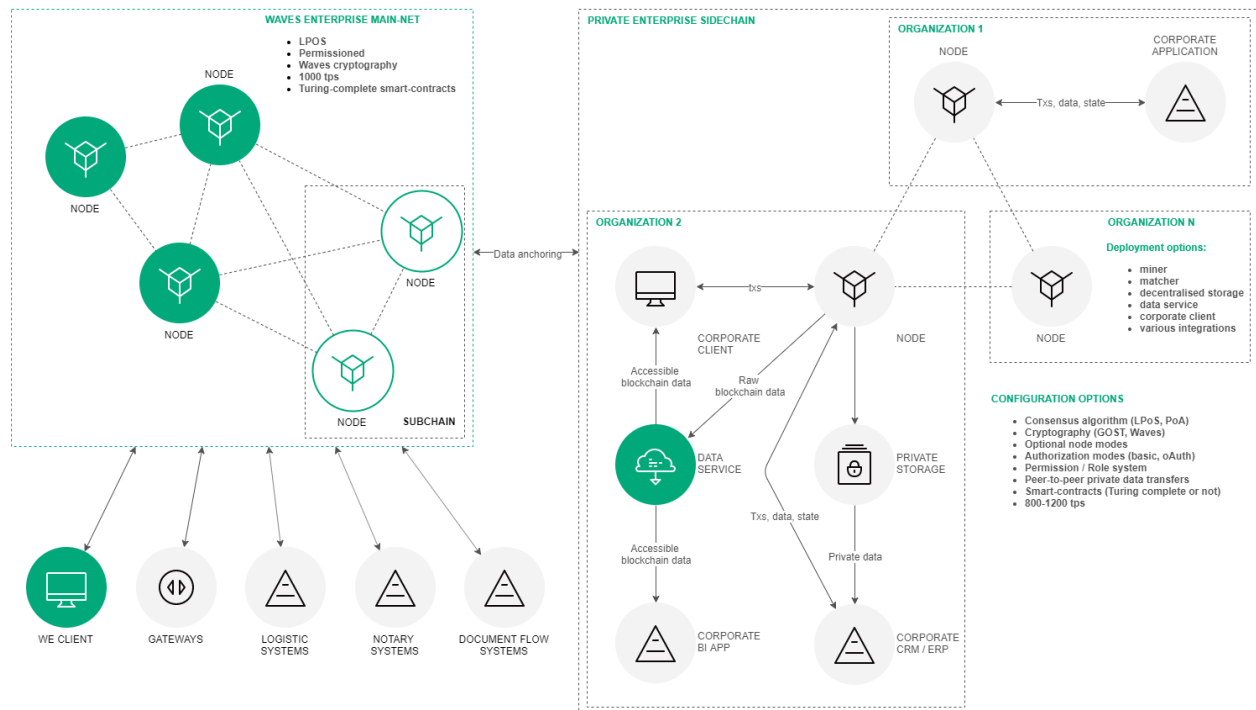 WAVES ENTERPRISE MAIN-NET
LPOS
Permissioned
Waves cryptography
1000 tps
Turing-complete smart-contracts
NODE
NODE
NODE
NODE
NODE
SUBCHAIN
Data anchoring
WE CLIENT
GATEWAYS
LOGISTIC
SYSTEMS
NOTARY
SYSTEMS
DOCUMENT FLOW
SYSTEMS
PRIVATE ENTERPRISE SIDECHAIN
ORGANIZATION 1
NODE
CORPORATE
APPLICATION
Txs, data, state
ORGANIZATION 2
CORPORATE
CLIENT
txs
NODE
Accessible
blockchain data
Raw
blockchain data
DATA
SERVICE
PRIVATE
STORAGE
Txs, data, state
Accessible
blockchain data
Private data
CORPORATE
BI APP
CORPORATE
CRM / ERP
ORGANIZATION N
Deployment options:
miner
matcher
decentralised storage
data service
corporate client
various integrations
NODE
CONFIGURATION OPTIONS
Consensus algorithm (LPoS, PoA)
Cryptography (GOST, Waves)
Optional node modes
Authorization modes (basic, oAuth)
Permission / Role system
Peer-to-peer private data transfers
Smart-contracts (Turing complete or not)
800-1200 tps